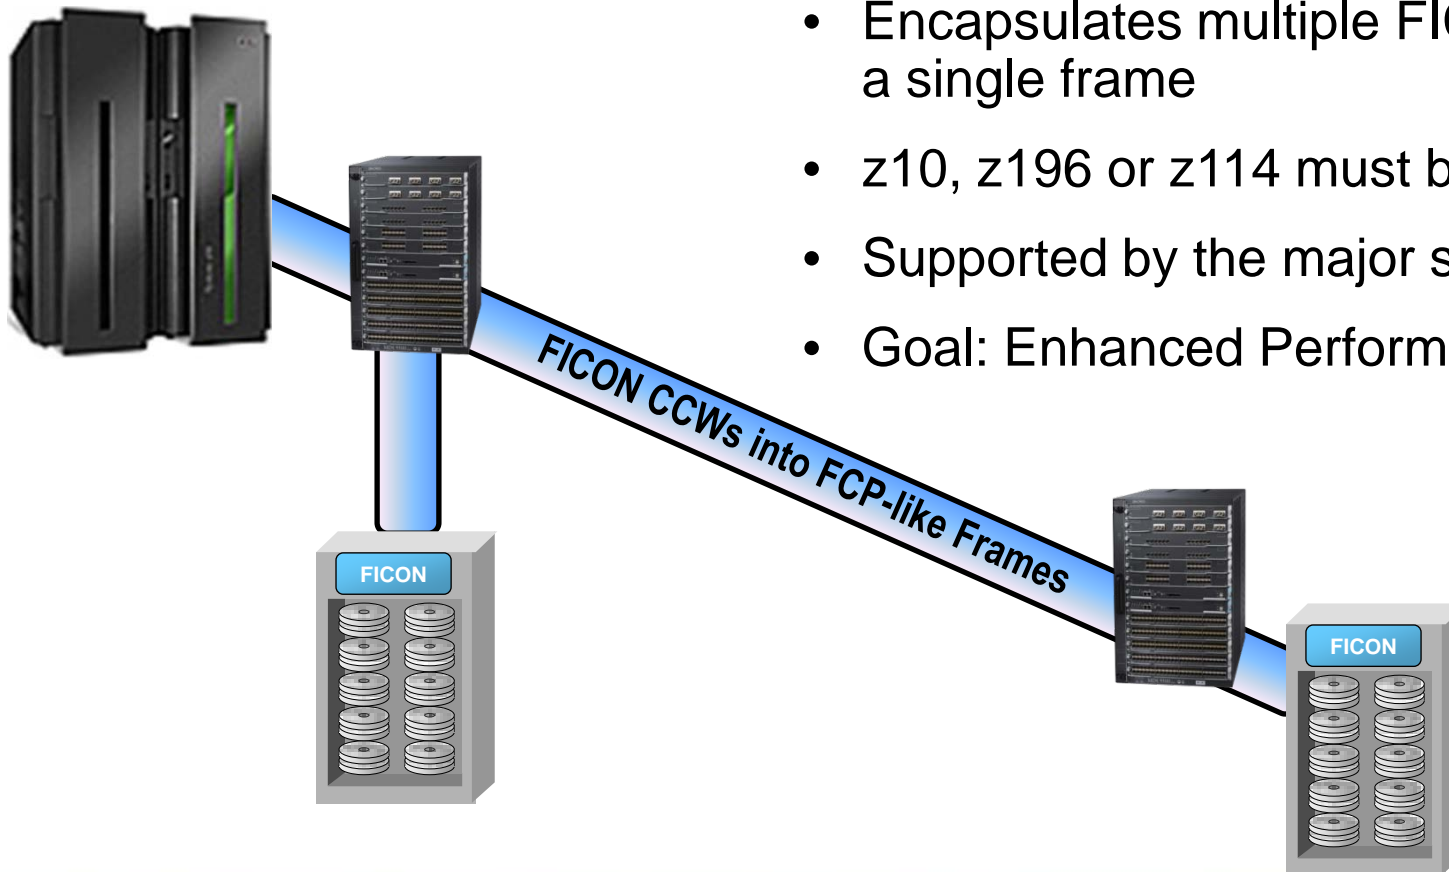 • Encapsulates multiple FIC
a single frame
• z10, z196 or z114 must b
• Supported by the major s
• Goal: Enhanced Perform
FICON CCWs into FCP-like Frames
FICON
FICON